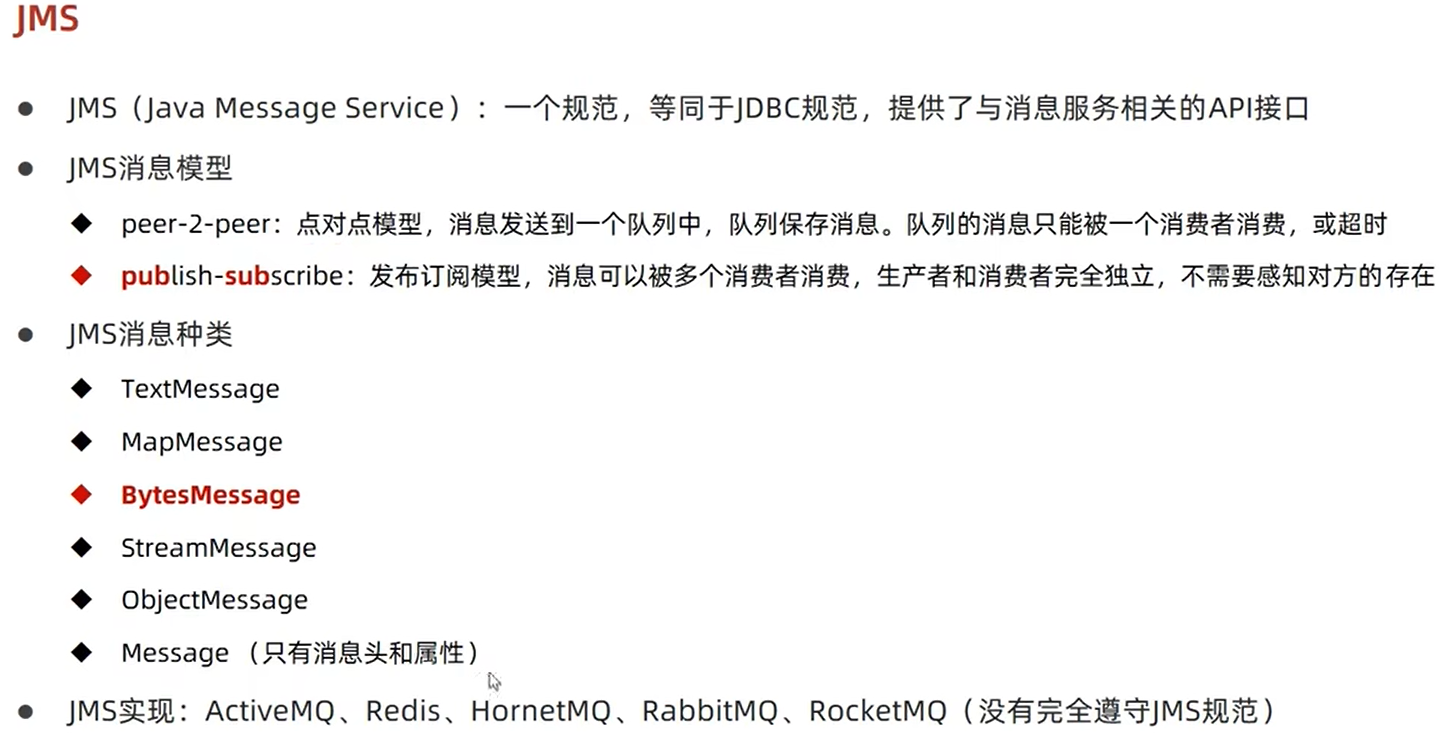 JMS
JMS（Java Message Service）：一个规范，等同于JDBC规范，提供了与消息服务相关的API接口
JMS消息模型
peer-2-peer：点对点模型，消息发送到一个队列中，队列保存消息。队列的消息只能被一个消费者消费，或超时
publish-subscribe：发布订阅模型，消息可以被多个消费者消费，生产者和消费者完全独立，不需要感知对方的存在
JMS消息种类
TextMessage
MapMessage
BytesMessage
StreamMessage
ObjectMessage
Message （只有消息头和属性）
JMS实现：ActiveMQ、Redis、HornetMQ、RabbitMQ、RocketMQ（没有完全遵守JMS规范）